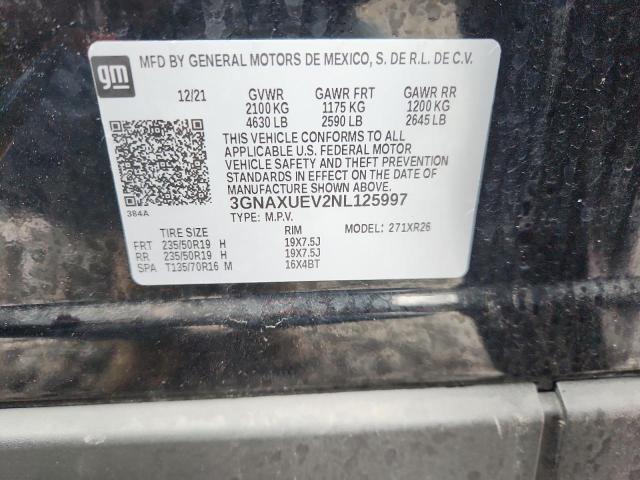 gm
MFD BY GENERAL MOTORS DE MEXICO, S. DE R.L. DE C.V.
12/21 GVWR GAWR FRT GAWR RR
2100 KG 1175 KG 1200 KG
4630 LB 2590 LB 2645 LB
THIS VEHICLE CONFORMS TO ALL
APPLICABLE U.S. FEDERAL MOTOR
VEHICLE SAFETY AND THEFT PREVENTION
STANDARDS IN EFFECT ON THE DATE OF
MANUFACTURE SHOWN ABOVE.
384A
3GNAXUEV2NL125997
TYPE: M.P.V.
MODEL: 271XR26
TIRE SIZE RIM
FRT 235/50R19 H 19X7.5J
RR 235/50R19 H 19X7.5J
SPA T135/70R16 M 16X4BT